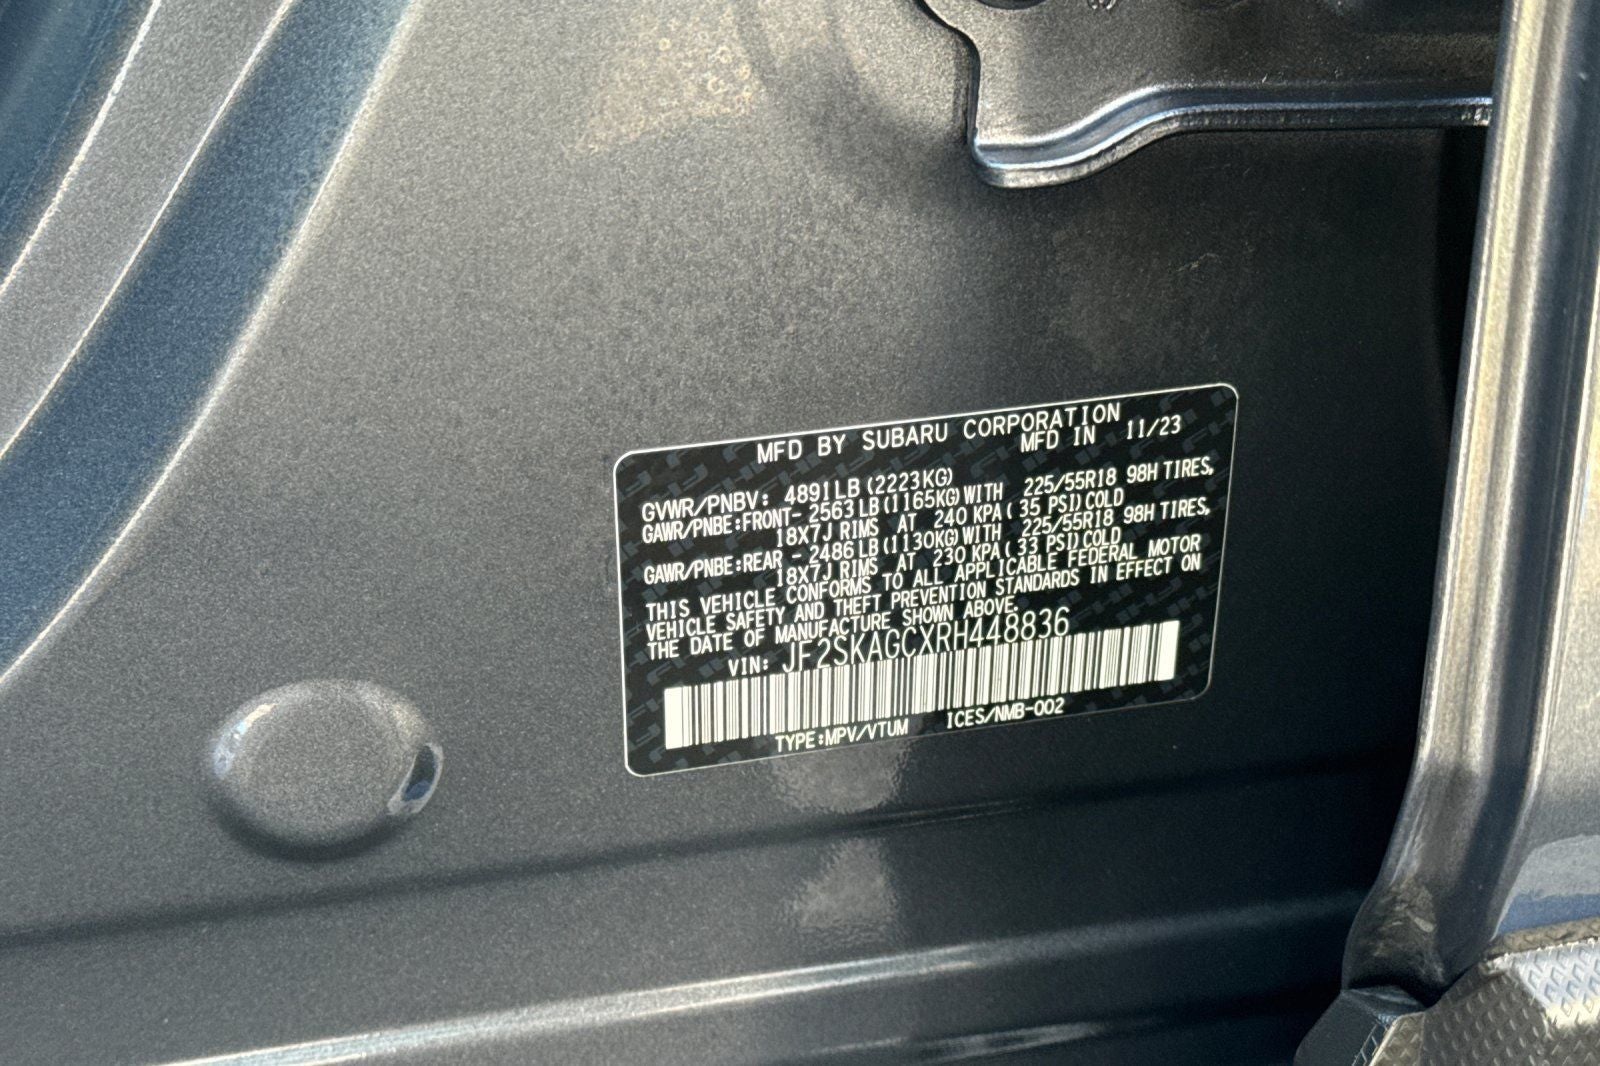 MFD BY SUBARU CORPORATION
MFD IN 11/23
GVWR/PNBV: 4891LB(2223KG)
GAWR/PNBE:FRONT- 2563LB(1165KG)WITH 225/55R18 98H TIRES,
18X7J RIMS AT 240 KPA( 35 PSI)COLD
GAWR/PNBE:REAR - 2486LB(1130KG)WITH 225/55R18 98H TIRES,
18X7J RIMS AT 230 KPA( 33 PSI)COLD
THIS VEHICLE CONFORMS TO ALL APPLICABLE FEDERAL MOTOR
VEHICLE SAFETY AND THEFT PREVENTION STANDARDS IN EFFECT ON
THE DATE OF MANUFACTURE SHOWN ABOVE.
VIN: JF2SKAGCXRH448836
TYPE:MPV/VTUM ICES/NMB-002